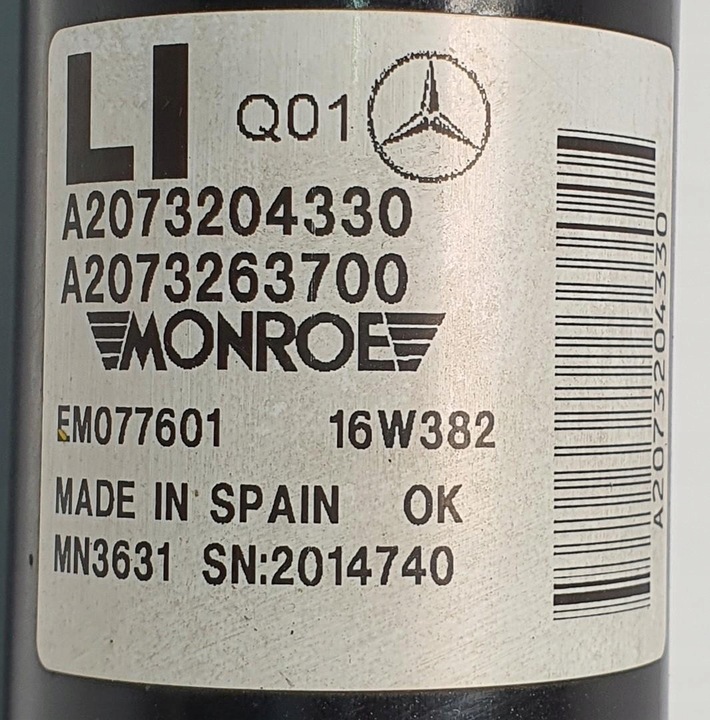 LI Q01
A2073204330
A2073263700
MONROE
EM077601 16W382
MADE IN SPAIN OK
MN3631 SN:2014740
A2073204330